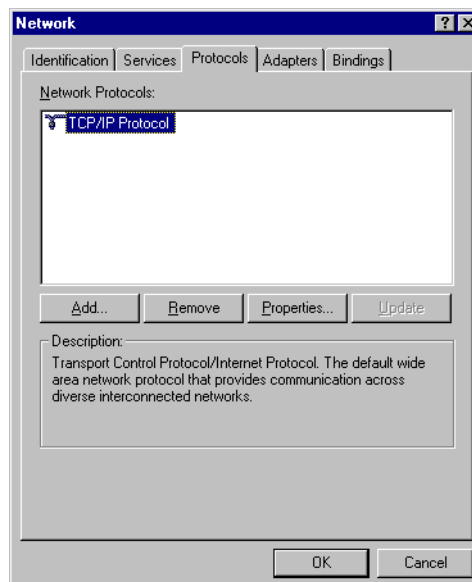 Network
Identification Services Protocols Adapters Bindings
Network Protocols:
TCP/IP Protocol
Add... Remove Properties... Update
Description:
Transport Control Protocol/Internet Protocol. The default wide
area network protocol that provides communication across
diverse interconnected networks.
OK Cancel